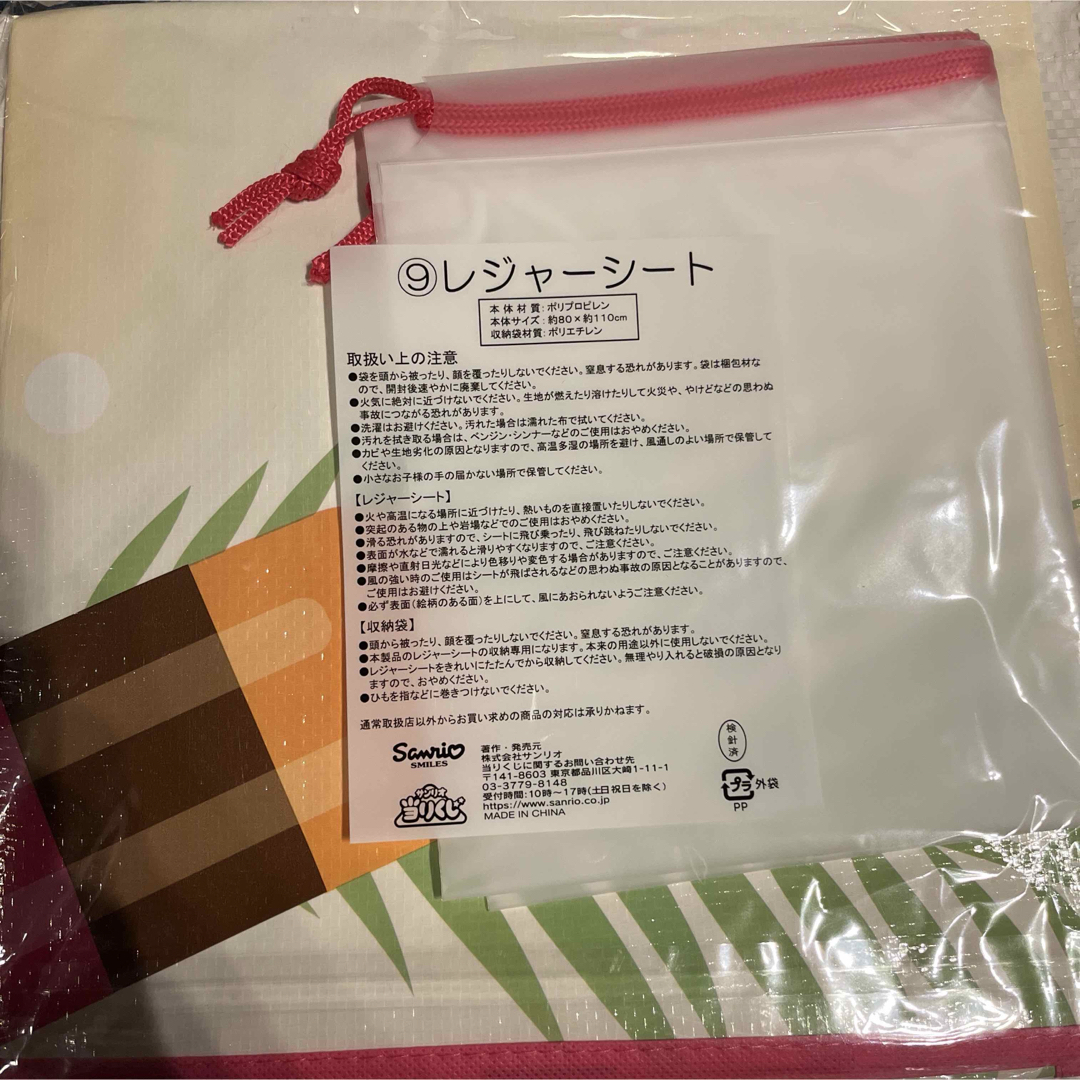 ⑨レジャーシート
本体材質：ポリプロピレン
本体サイズ：約80×約110cm
収納袋材質：ポリエチレン
取扱い上の注意
●袋を頭から被ったり、顔を覆ったりしないでください。窒息する恐れがあります。袋は梱包材な
ので、開封後速やかに廃棄してください。
●火気に絶対に近づけないでください。生地が燃えたり溶けたりして火災や、やけどなどの思わぬ
事故につながる恐れがあります。
●洗濯はお避けください。汚れた場合は濡れた布で拭いてください。
●汚れを拭き取る場合は、ベンジン・シンナーなどのご使用はおやめください。
●カビや生地劣化の原因となりますので、高温多湿の場所を避け、風通しのよい場所で保管して
ください。
●小さなお子様の手の届かない場所で保管してください。
【レジャーシート】
●火や高温になる場所に近づけたり、熱いものを直接置いたりしないでください。
●突起のある物の上や岩場などでのご使用はおやめください。
●滑る恐れがありますので、シートに飛び乗ったり、飛び跳ねたりしないでください。
●表面が水などで濡れると滑りやすくなりますので、ご注意ください。
●摩擦や直射日光などにより色移りや変色する場合がありますので、ご注意ください。
●風の強い時のご使用はシートが飛ばされるなどの思わぬ事故の原因となることがありますので、
ご使用はお避けください。
●必ず表面（絵柄のある面）を上にして、風にあおられないようご注意ください。
【収納袋】
●頭から被ったり、顔を覆ったりしないでください。窒息する恐れがあります。
●本製品のレジャーシートの収納専用になります。本来の用途以外に使用しないでください。
●レジャーシートをきれいにたたんでから収納してください。無理やり入れると破損の原因となり
ますので、おやめください。
●ひもを指などに巻きつけないでください。
通常取扱店以外からお買い求めの商品の対応は承りかねます。
Sanrio
SMILES
サンリオ
当りくじ
著作・発売元
株式会社サンリオ
当りくじに関するお問い合わせ先
〒141-8603 東京都品川区大崎1-11-1
03-3779-8148
受付時間：10時～17時（土日祝日を除く）
https://www.sanrio.co.jp
MADE IN CHINA
検
針
済
プラ 外袋
PP